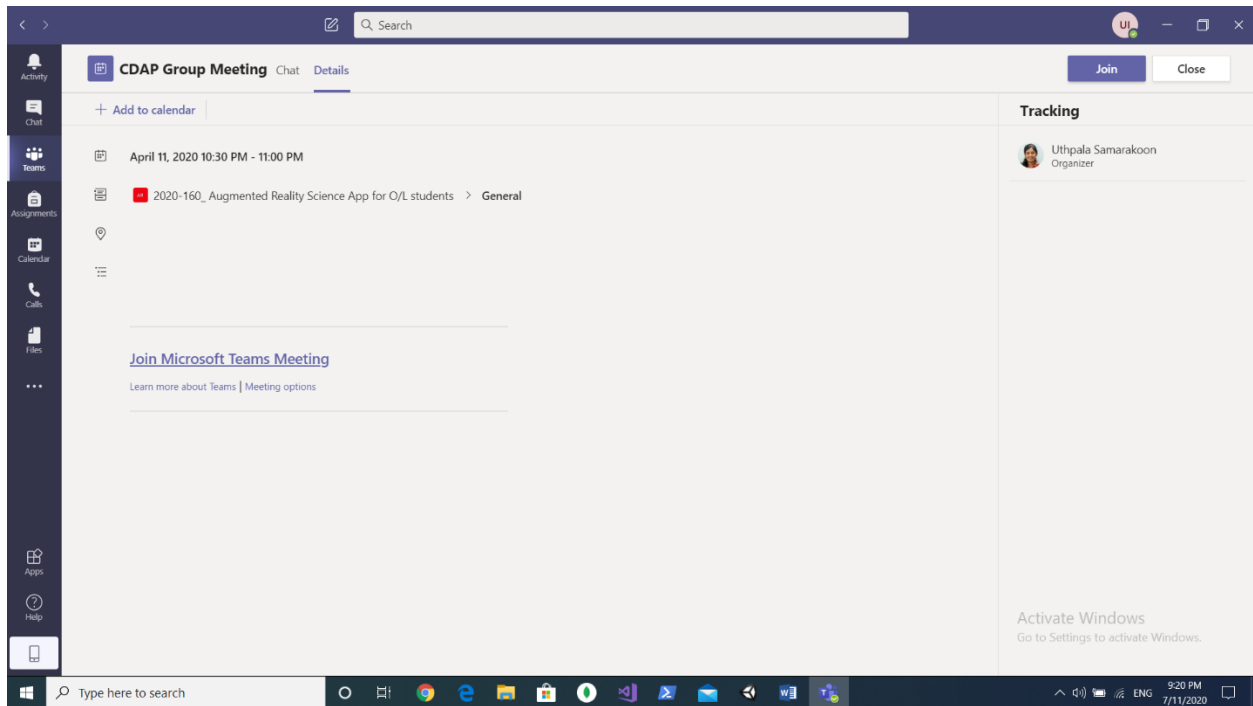 Search
UI
Activity
Chat
Teams
Assignments
Calendar
Calls
Files
Apps
Help
CDAP Group Meeting Chat Details
Join Close
+ Add to calendar
Tracking
April 11, 2020 10:30 PM - 11:00 PM
2020-160_ Augmented Reality Science App for O/L students > General
Uthpala Samarakoon
Organizer
Join Microsoft Teams Meeting
Learn more about Teams | Meeting options
Activate Windows
Go to Settings to activate Windows.
Type here to search
ENG
9:20 PM
7/11/2020